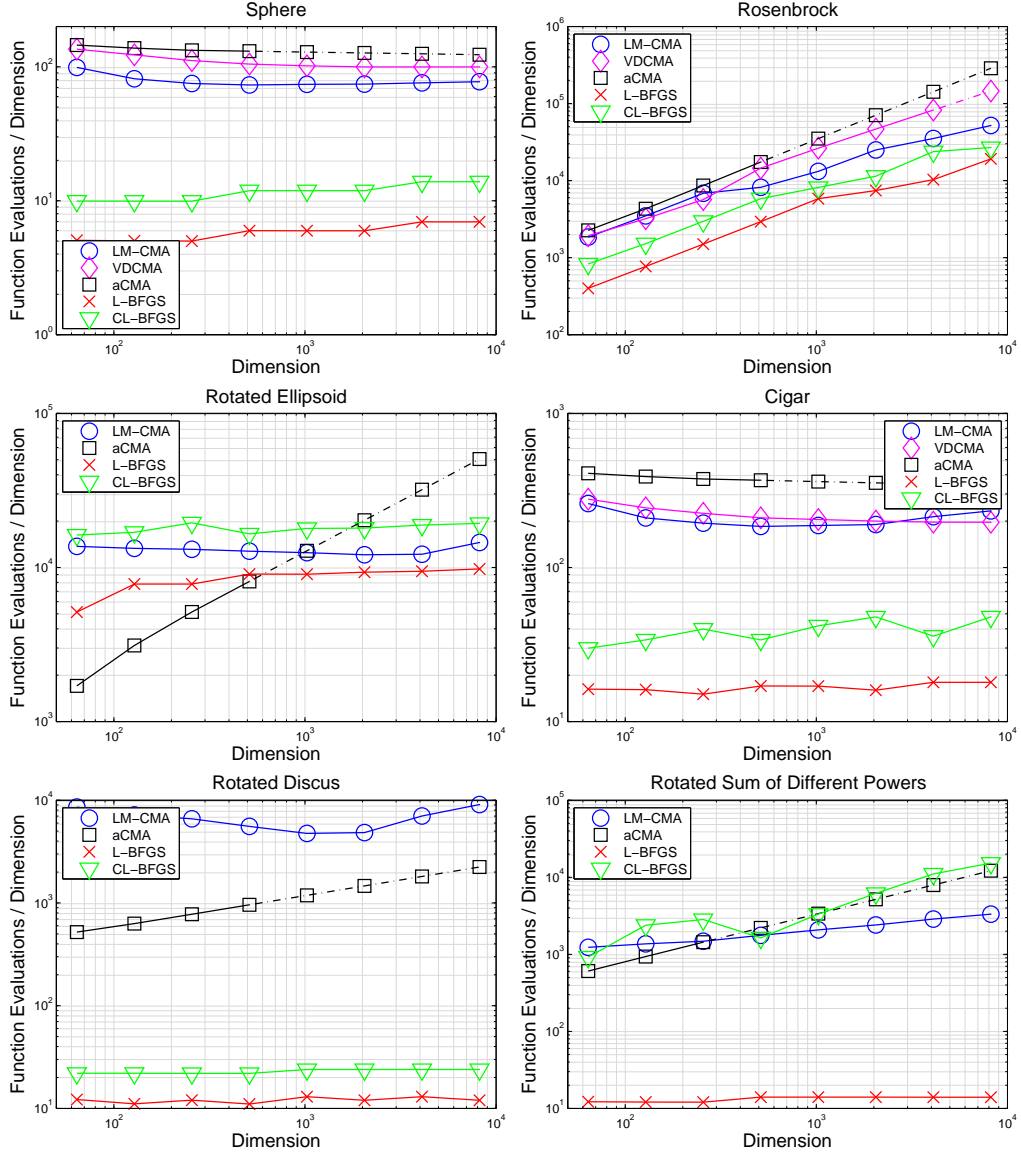 Sphere
Function Evaluations / Dimension
10^2
10^1
10^0
LM-CMA
VDCMA
aCMA
L-BFGS
CL-BFGS
10^2
10^3
10^4
Dimension
Rosenbrock
Function Evaluations / Dimension
10^6
10^5
10^4
10^3
10^2
LM-CMA
VDCMA
aCMA
L-BFGS
CL-BFGS
10^2
10^3
10^4
Dimension
Rotated Ellipsoid
Function Evaluations / Dimension
10^5
10^4
10^3
LM-CMA
aCMA
L-BFGS
CL-BFGS
10^2
10^3
10^4
Dimension
Cigar
Function Evaluations / Dimension
10^3
10^2
10^1
LM-CMA
VDCMA
aCMA
L-BFGS
CL-BFGS
10^2
10^3
10^4
Dimension
Rotated Discus
Function Evaluations / Dimension
10^4
10^3
10^2
10^1
LM-CMA
aCMA
L-BFGS
CL-BFGS
10^2
10^3
10^4
Dimension
Rotated Sum of Different Powers
Function Evaluations / Dimension
10^5
10^4
10^3
10^2
10^1
LM-CMA
aCMA
L-BFGS
CL-BFGS
10^2
10^3
10^4
Dimension